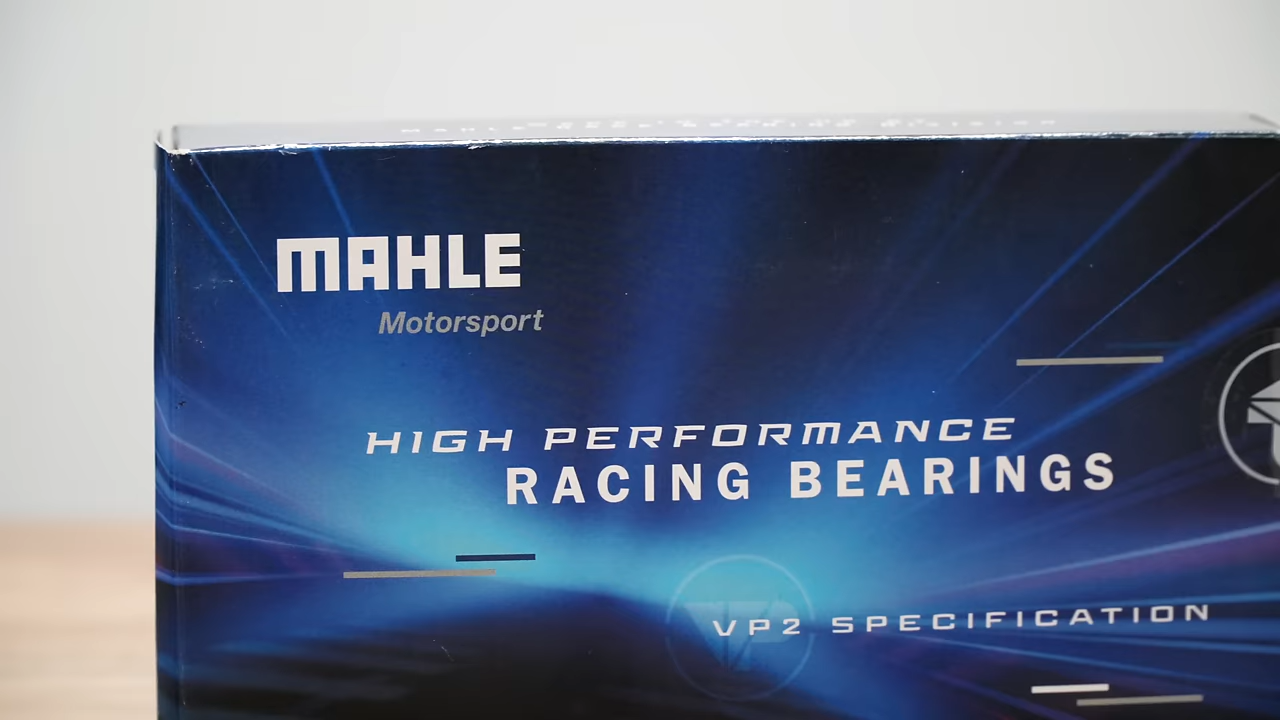 MAHLE
Motorsport
HIGH PERFORMANCE
RACING BEARINGS
VP2 SPECIFICATION